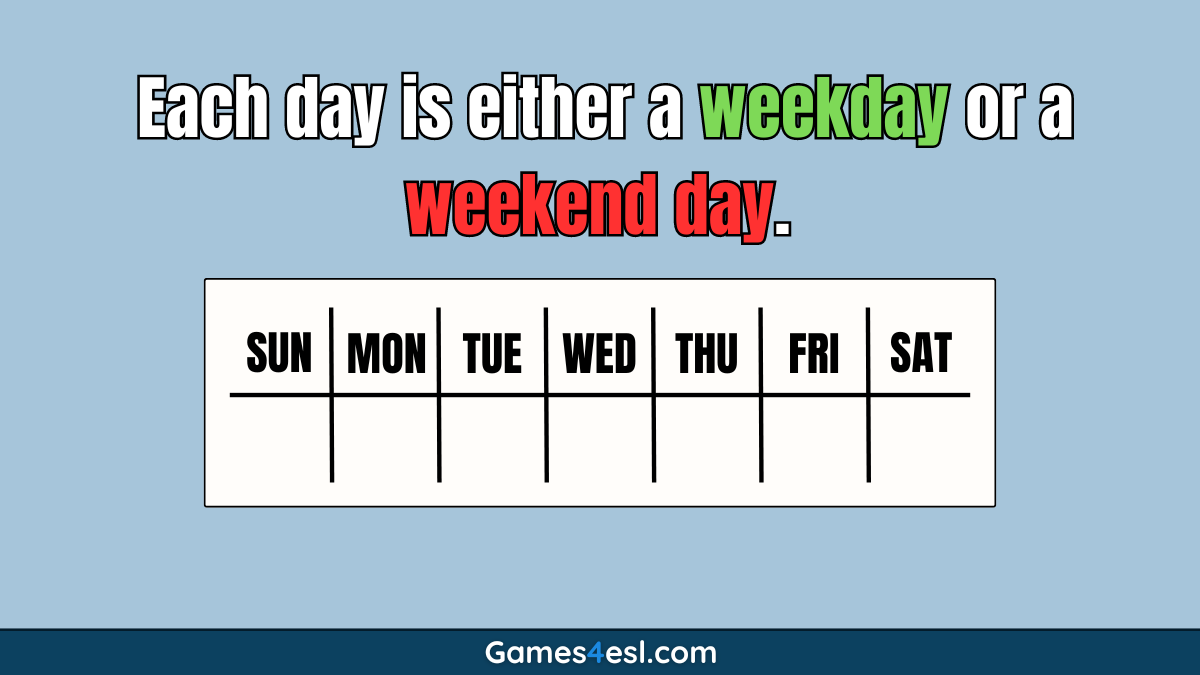 Each day is either a weekday or a
weekend day.
SUN MON TUE WED THU FRI SAT
Games4esl.com